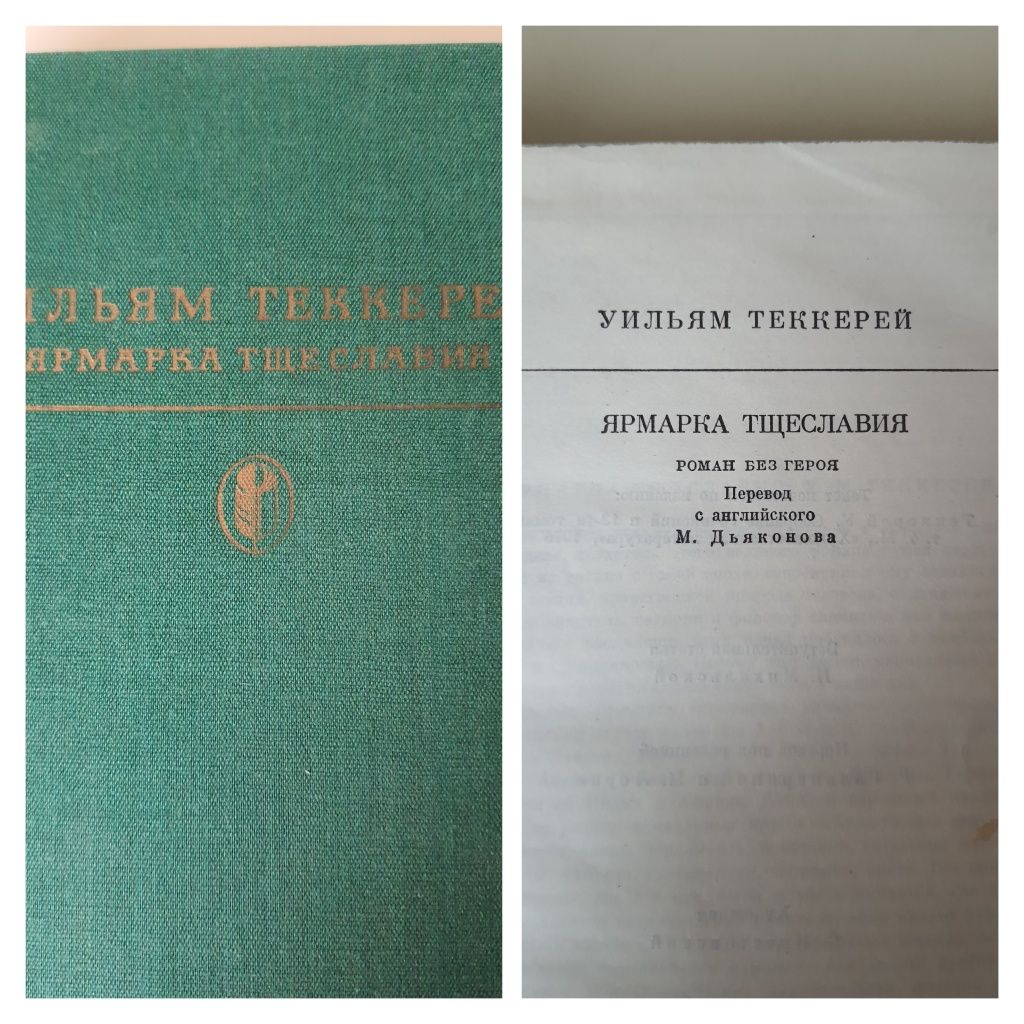 ИЛЬЯМ ТЕККЕРЕ
ЯРМАРКА ТЩЕСЛАВИЯ
УИЛЬЯМ ТЕККЕРЕЙ
ЯРМАРКА ТЩЕСЛАВИЯ
РОМАН БЕЗ ГЕРОЯ
Перевод
с английского
М. Дьяконова